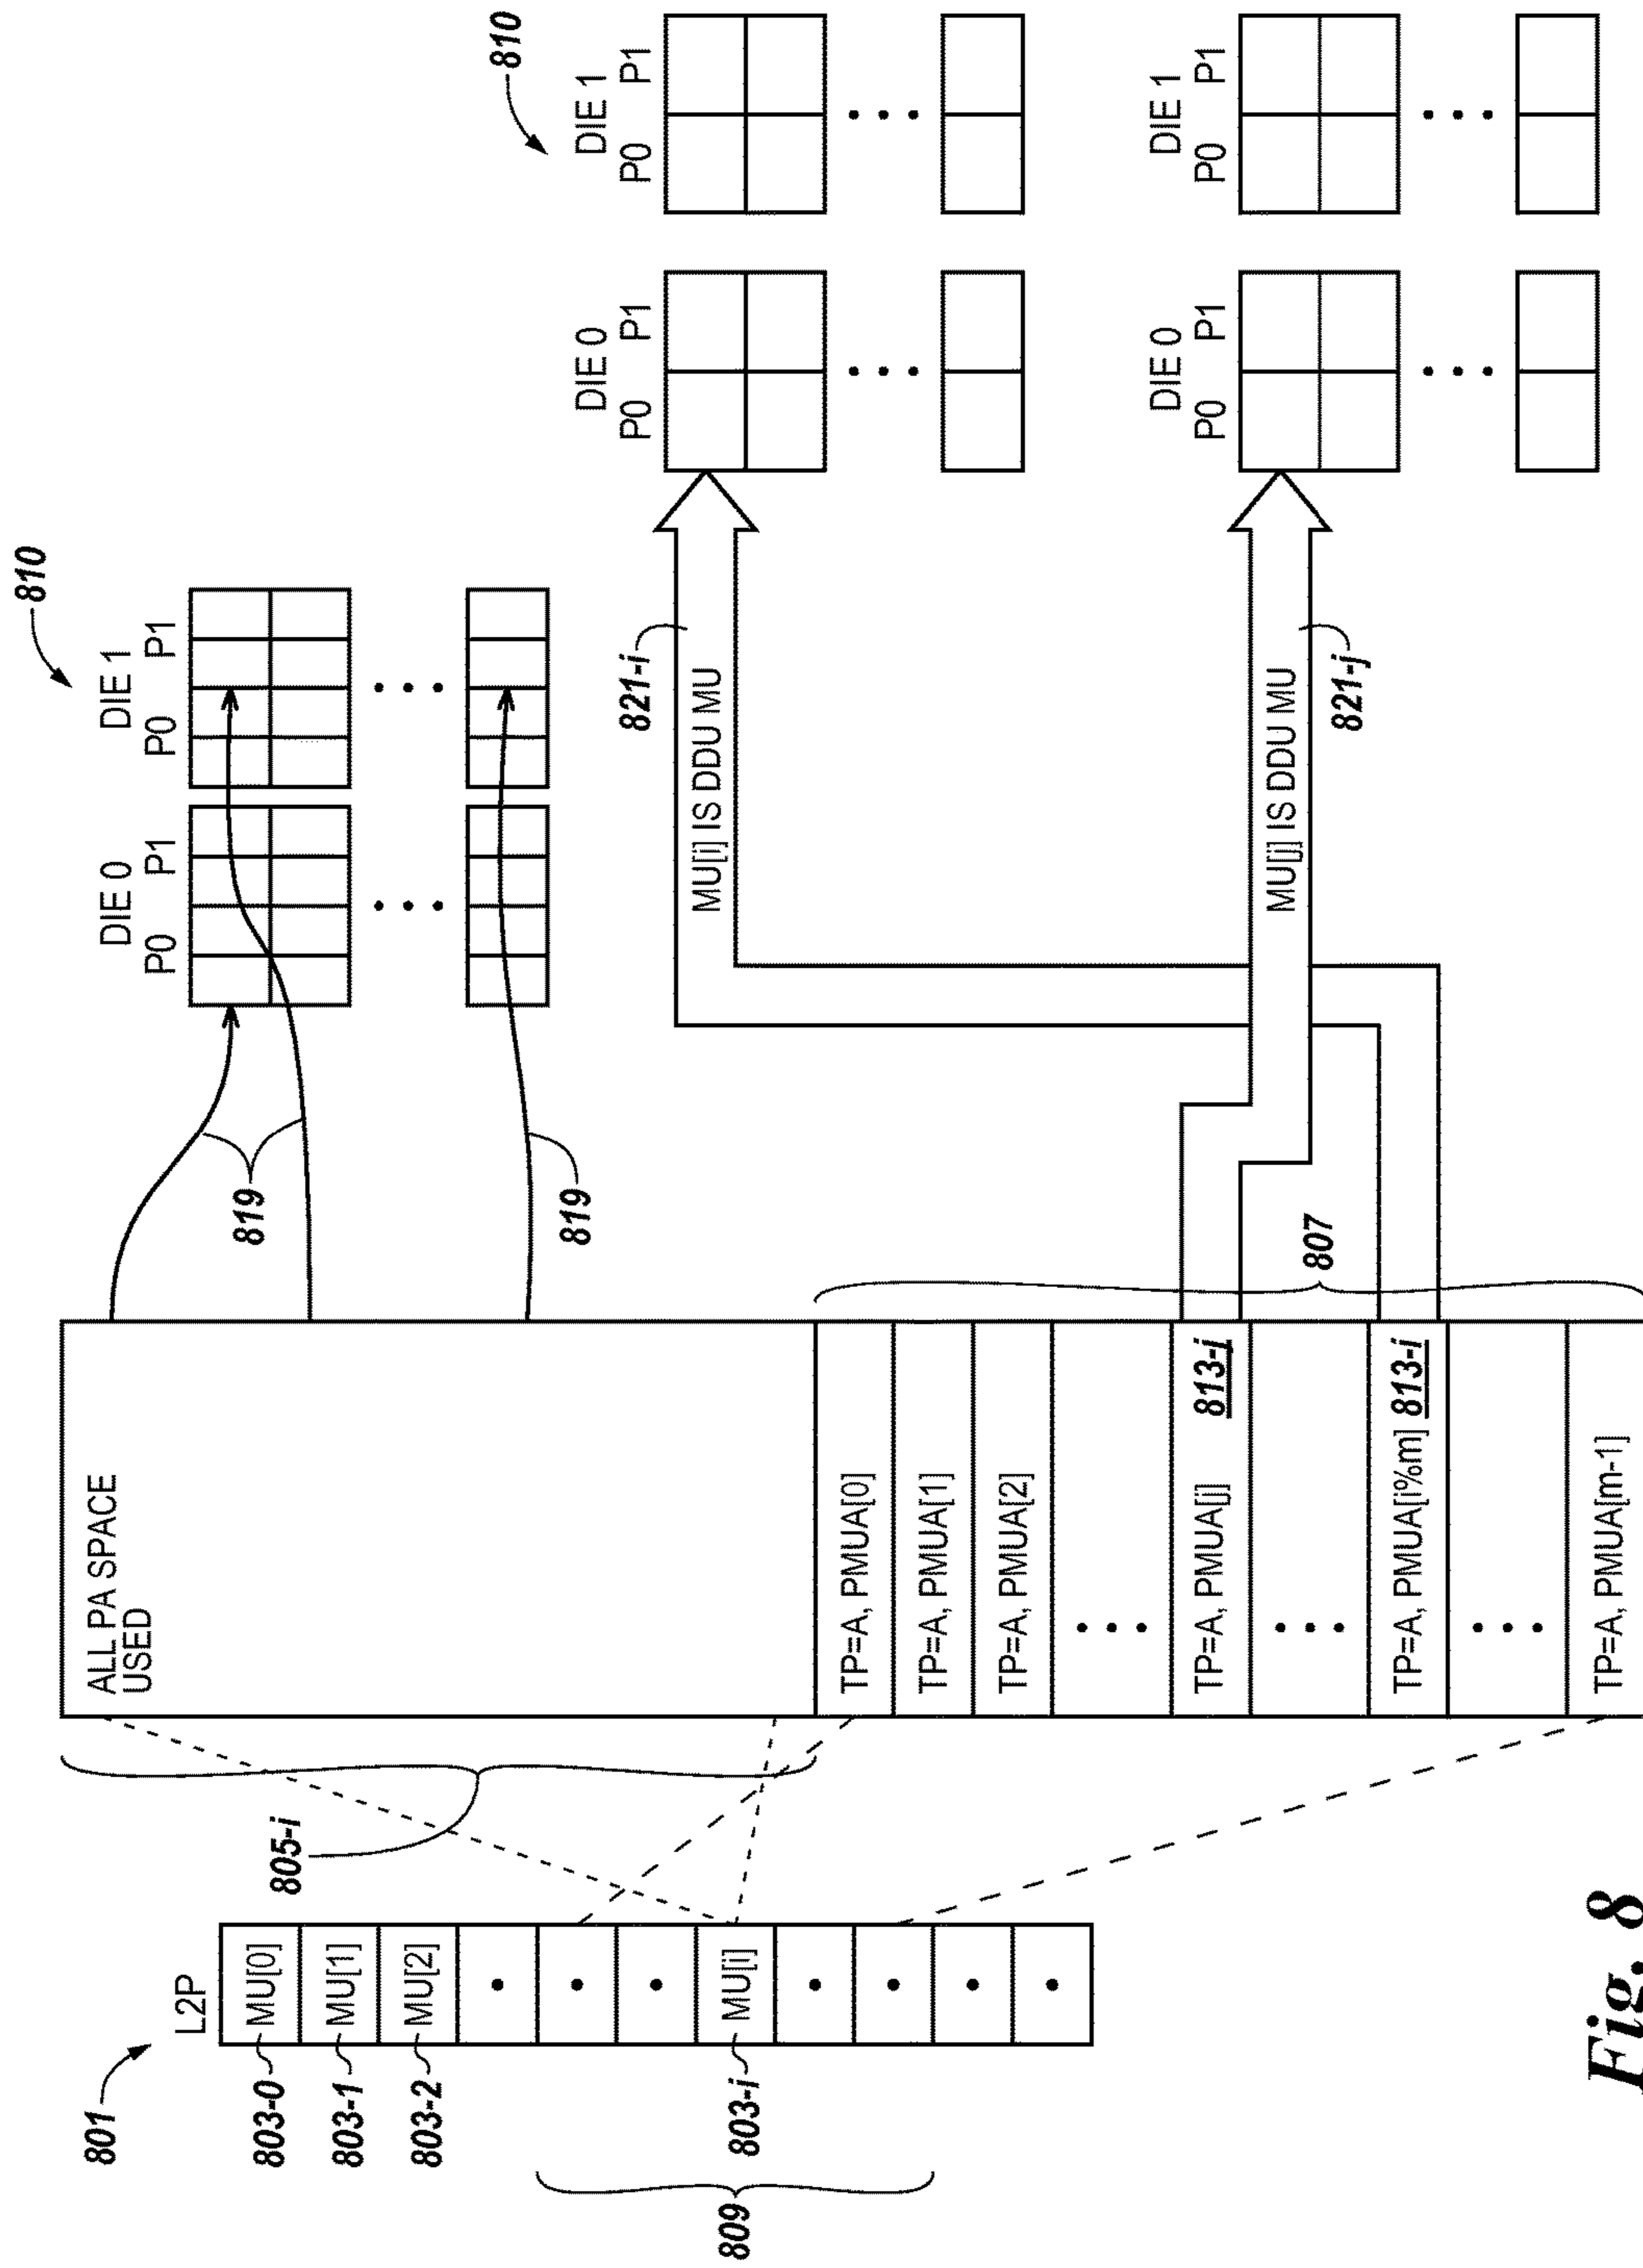 801
L2P
803-0
MU[0]
803-1
MU[1]
803-2
MU[2]
803-i
MU[i]
809
805-i
ALL PA SPACE
USED
TP=A, PMUA[0]
TP=A, PMUA[1]
TP=A, PMUA[2]
TP=A, PMUA[j]
813-j
TP=A, PMUA[i%m]
813-i
TP=A, PMUA[m-1]
807
819
819
810
DIE 0
P0 P1
DIE 1
P0 P1
MU[i] IS DDU MU
821-i
MU[j] IS DDU MU
821-j
810
DIE 0
P0 P1
DIE 1
P0 P1
DIE 0
P0 P1
DIE 1
P0 P1
Fig. 8